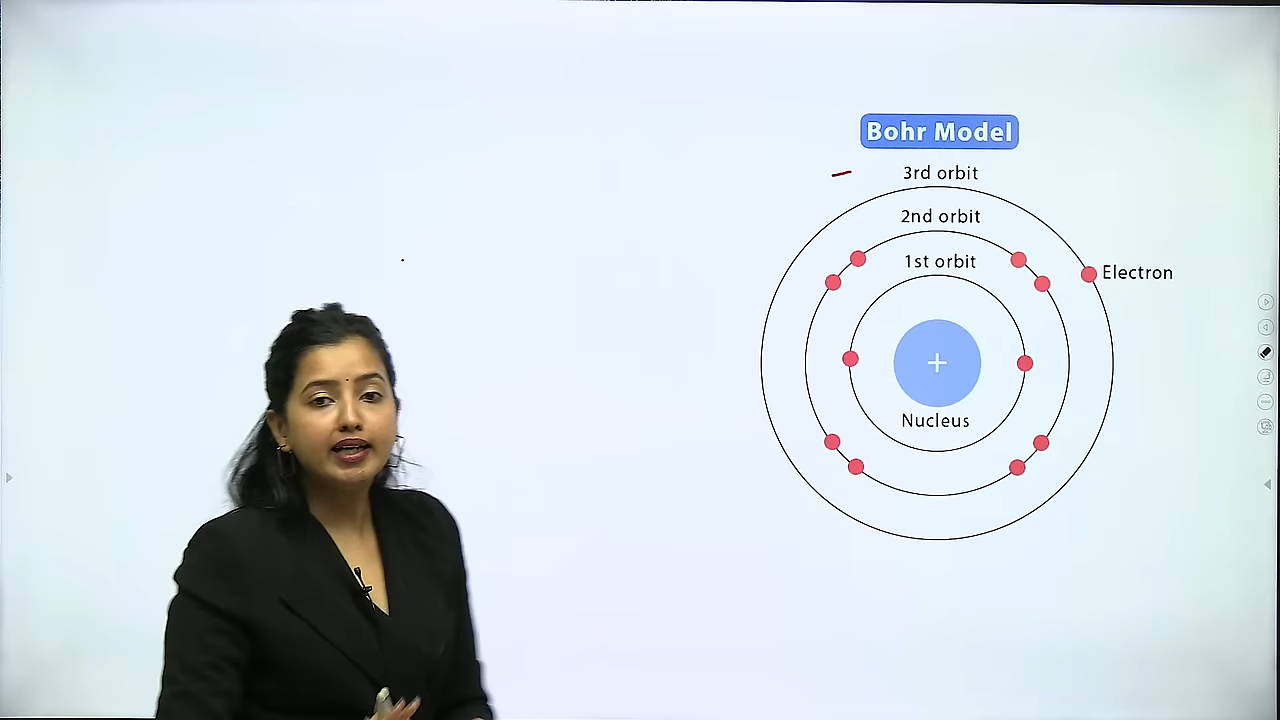 Bohr Model
3rd orbit
2nd orbit
1st orbit
Electron
+
Nucleus